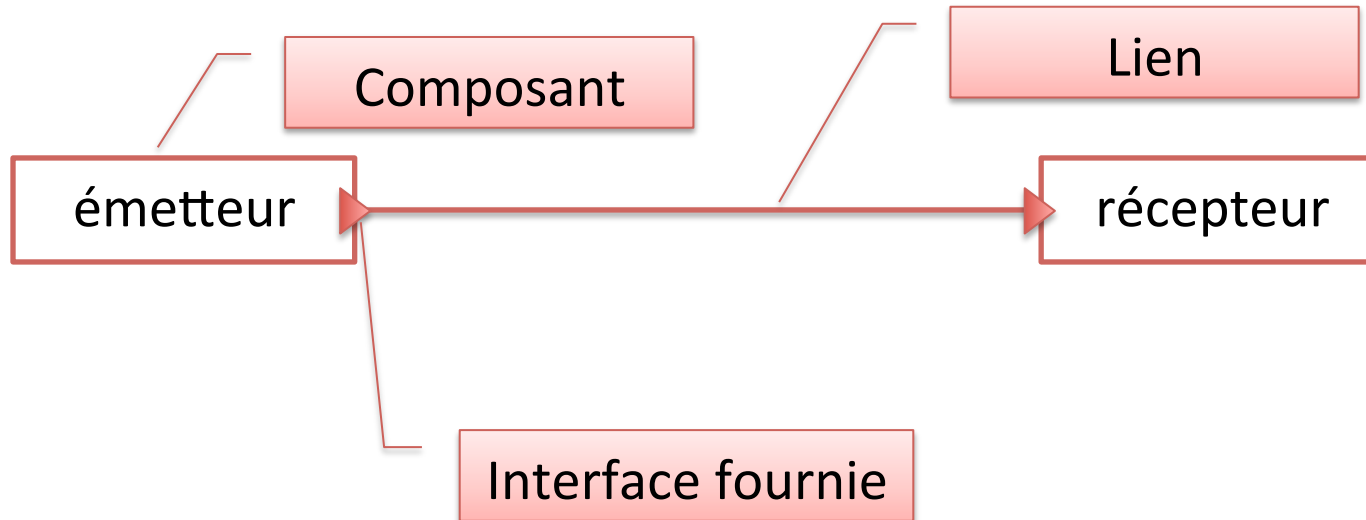 Composant
Lien
émetteur
récepteur
Interface fournie